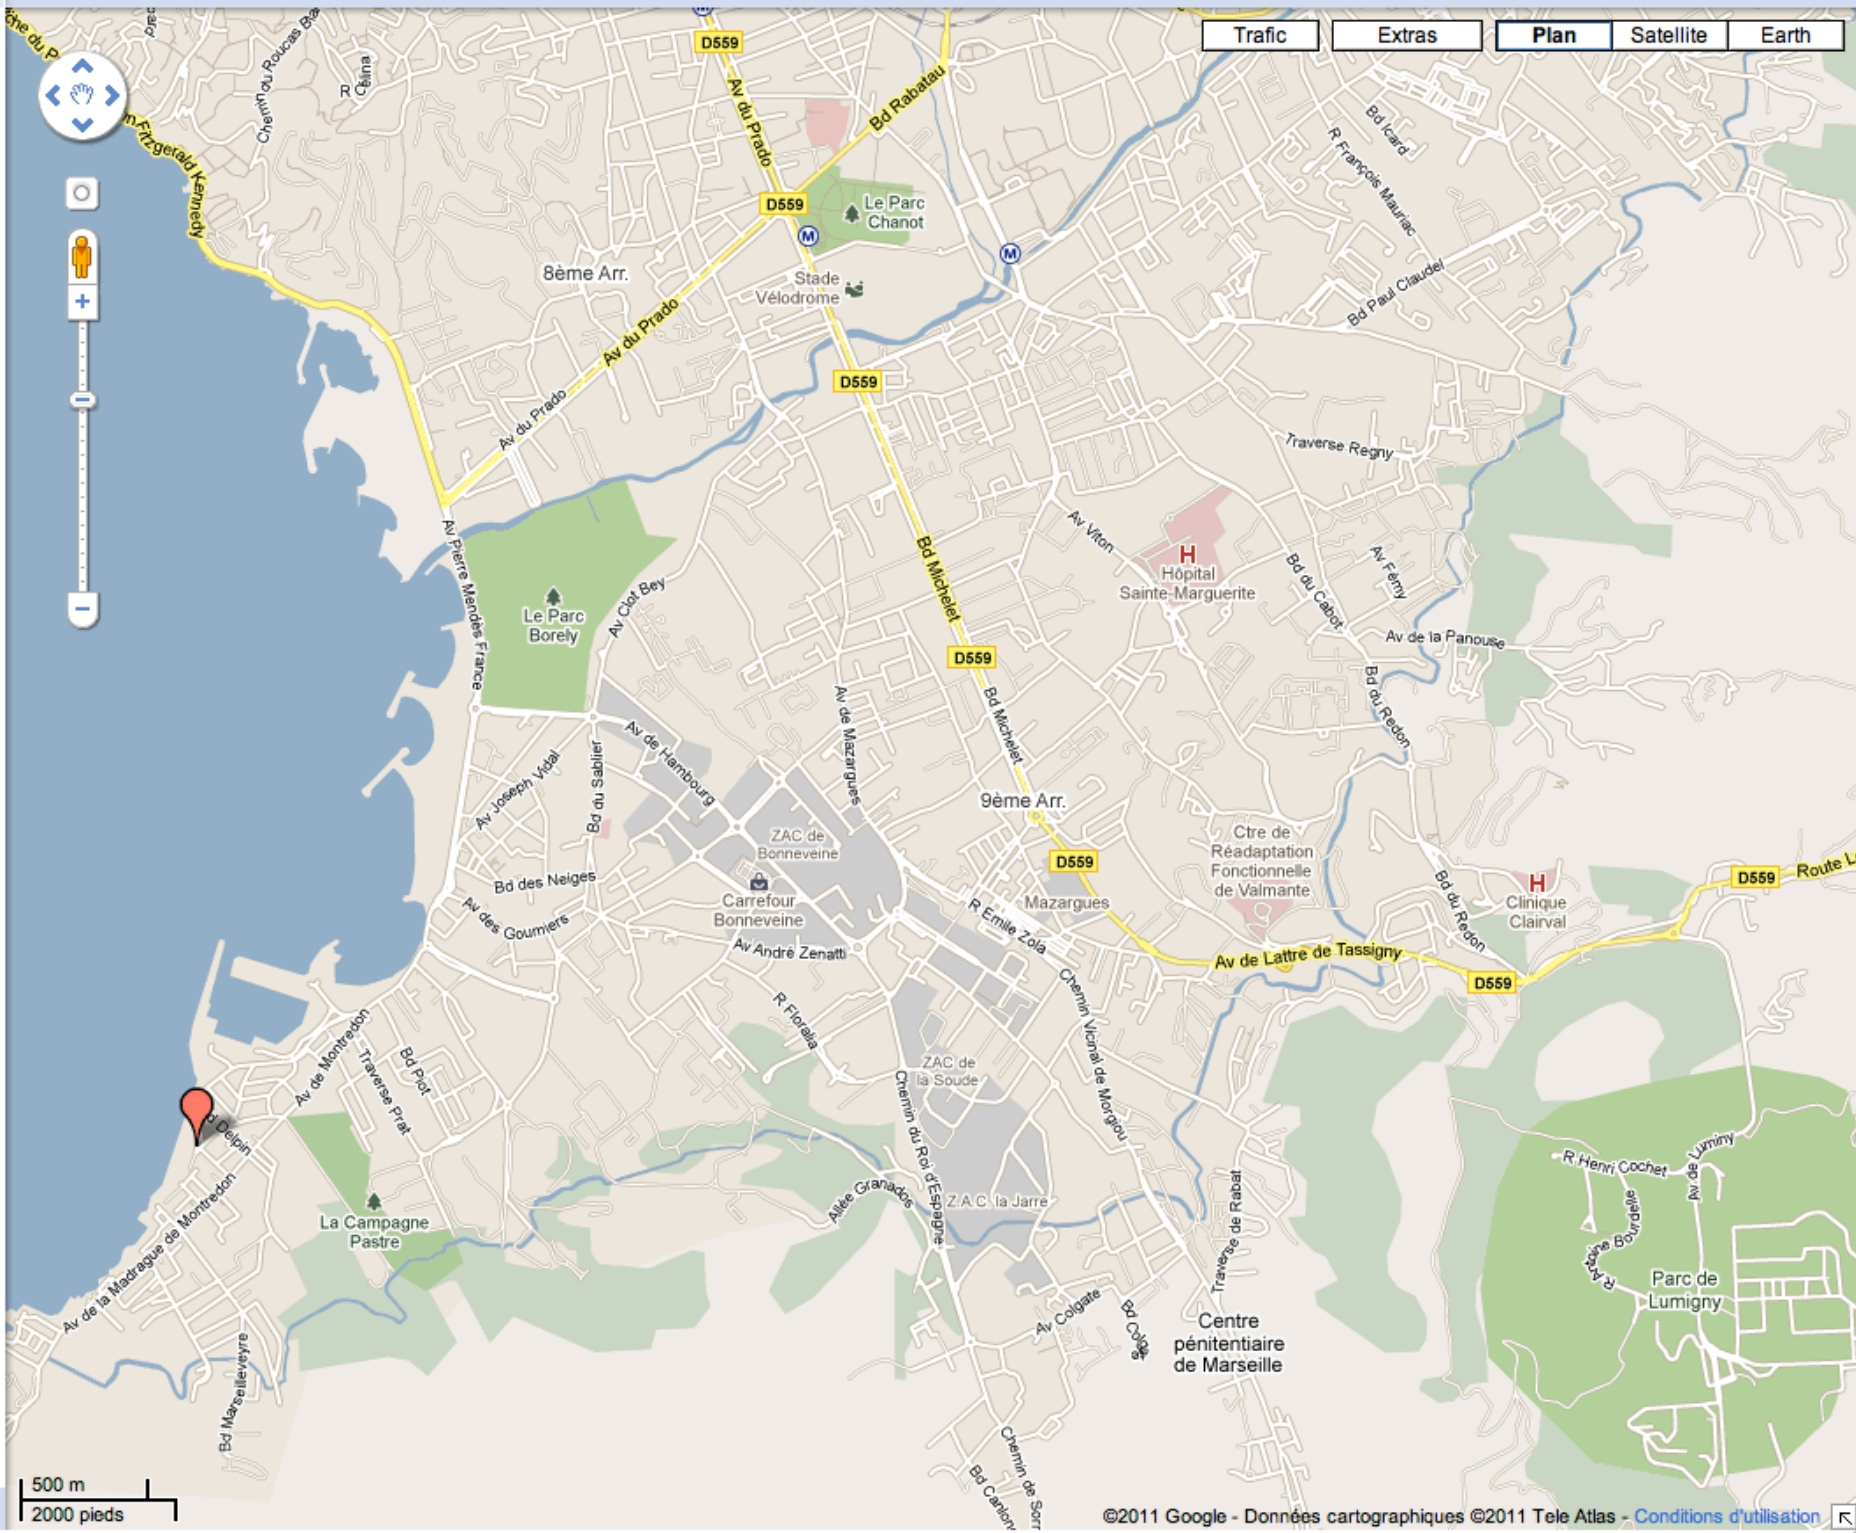 Trafic
Extras
Plan
Satellite
Earth
D559
Av du Prado
Bd Rabatau
Chemin du Roucas
R Célina
Fitzgerald Kennedy
Bd Icard
R François Mauriac
D559
Le Parc
Chanot
8ème Arr.
Stade
Vélodrome
Av du Prado
Bd Paul Claudel
D559
Av du Prado
Traverse Regny
Av Viton
Av Pierre Mendès France
Bd Michelet
H
Hôpital
Sainte-Marguerite
Bd du Cabot
Av Fémy
Le Parc
Borely
Av Clot Bey
Av de la Panouse
D559
Bd Michelet
Bd du Redon
Av de Mazargues
Av de Hambourg
Av Joseph Vidal
Bd du Sablier
9ème Arr.
ZAC de
Bonneveine
Ctre de
Réadaptation
Fonctionnelle
de Valmante
D559
D559
Route
Bd des Neiges
Carrefour
Bonneveine
Mazargues
H
Clinique
Clairval
Bd du Redon
Av des Goumiers
R Emile Zola
Av André Zenatti
Av de Lattre de Tassigny
D559
R Floralia
Chemin Vicinal de Morgiou
Av de Montredon
Traverse Prat
Bd Piot
ZAC de
la Soude
Chemin du Roi d'Espagne
Delpin
R Henri Cochet
Av de Luminy
Allée Granados
Z.A.C. la Jarre
Traverse de Rabat
R Antoine Bourdelle
La Campagne
Pastre
Av de la Madrague de Montredon
Parc de
Lumigny
Av Colgate
Bd Colgate
Centre
pénitentiaire
de Marseille
Bd Marseilleveyre
Chemin de
500 m
2000 pieds
©2011 Google - Données cartographiques ©2011 Tele Atlas - Conditions d'utilisation